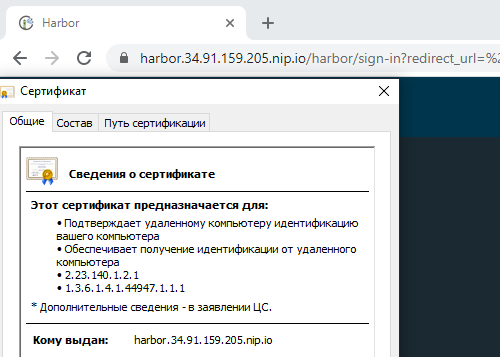 Harbor
harbor.34.91.159.205.nip.io/harbor/sign-in?redirect_url=%2
Сертификат
Общие Состав Путь сертификации
Сведения о сертификате
Этот сертификат предназначается для:
• Подтверждает удаленному компьютеру идентификацию
вашего компьютера
• Обеспечивает получение идентификации от удаленного
компьютера
• 2.23.140.1.2.1
• 1.3.6.1.4.1.44947.1.1.1
* Дополнительные сведения - в заявлении ЦС.
Кому выдан: harbor.34.91.159.205.nip.io